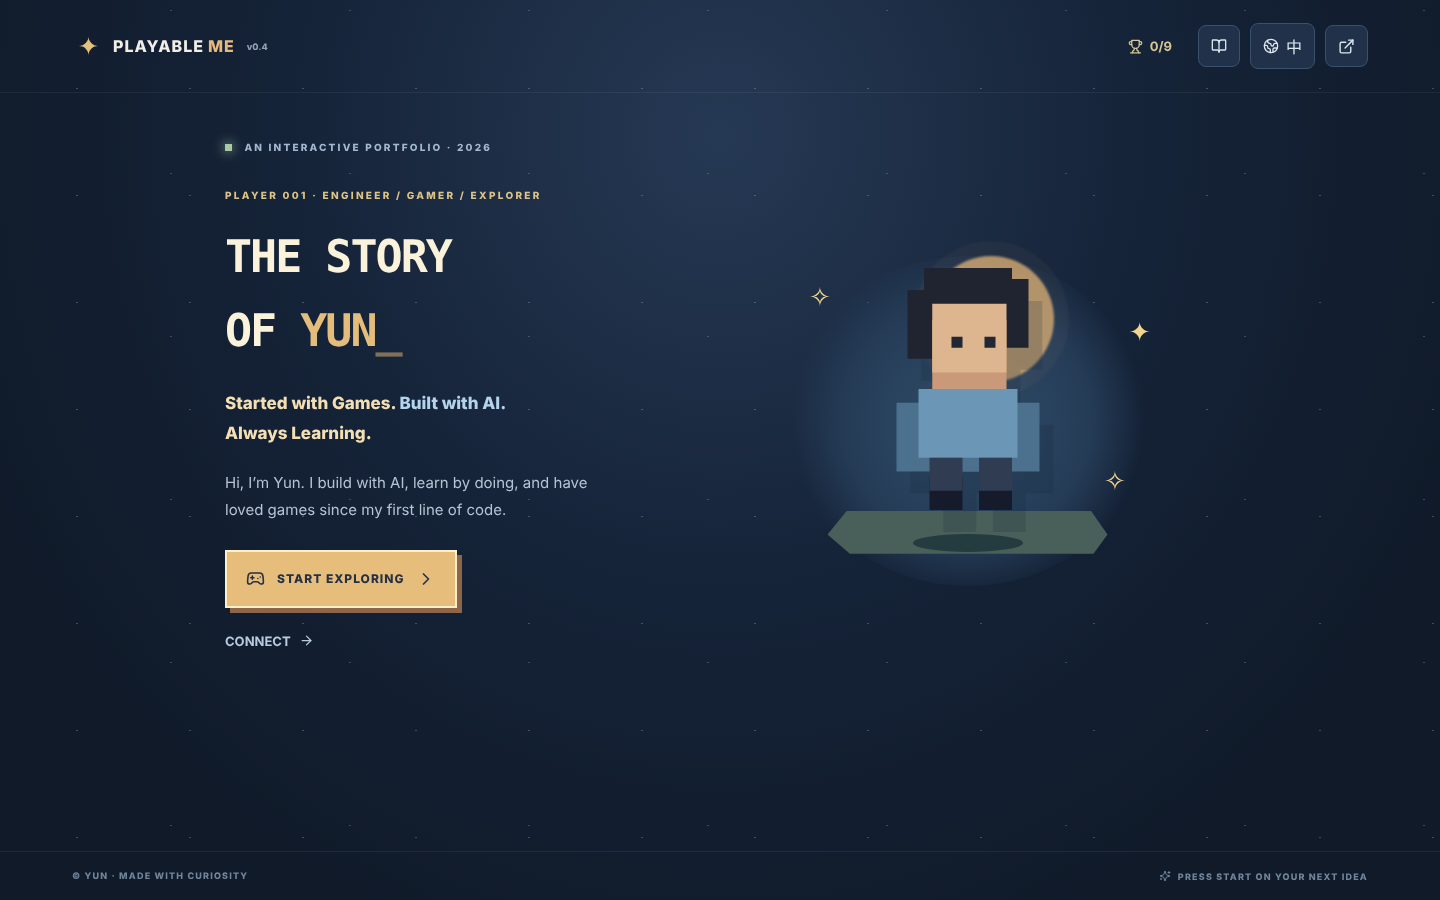 PLAYABLE ME v0.4
0/9
中
AN INTERACTIVE PORTFOLIO · 2026
PLAYER 001 · ENGINEER / GAMER / EXPLORER
THE STORY
OF YUN_
Started with Games. Built with AI.
Always Learning.
Hi, I’m Yun. I build with AI, learn by doing, and have
loved games since my first line of code.
START EXPLORING
CONNECT
© YUN · MADE WITH CURIOSITY
PRESS START ON YOUR NEXT IDEA